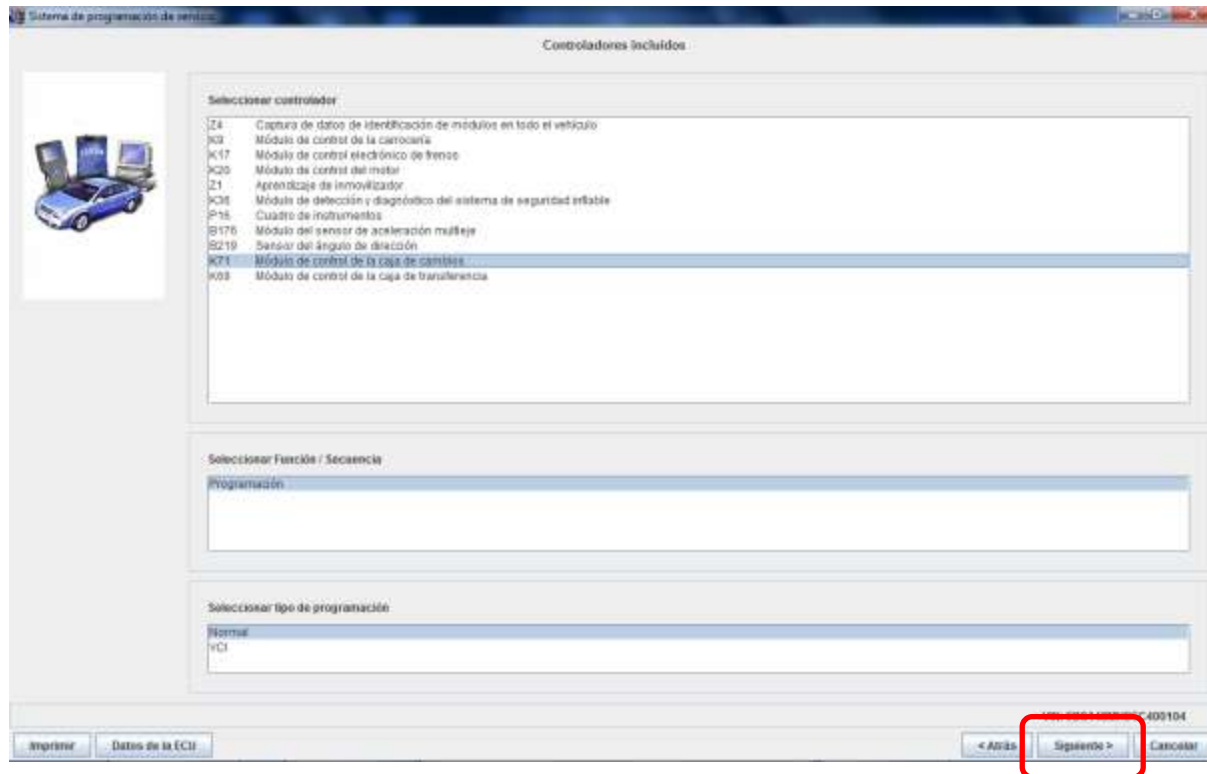 Sistema de programación de servicio
Controladores incluidos
Seleccionar controlador
Z4 Captura de datos de identificación de módulos en todo el vehículo
K9 Módulo de control de la carrocería
K17 Módulo de control electrónico de frenos
K20 Módulo de control del motor
Z1 Aprendizaje de inmovilizador
K36 Módulo de detección y diagnóstico del sistema de seguridad inflable
P16 Cuadro de instrumentos
B176 Módulo del sensor de aceleración multieje
B219 Sensor del ángulo de dirección
K71 Módulo de control de la caja de cambios
K69 Módulo de control de la caja de transferencia
Seleccionar Función / Secuencia
Programación
Seleccionar tipo de programación
Normal
VCI
400104
Imprimir Datos de la ECU < Atrás Siguiente > Cancelar